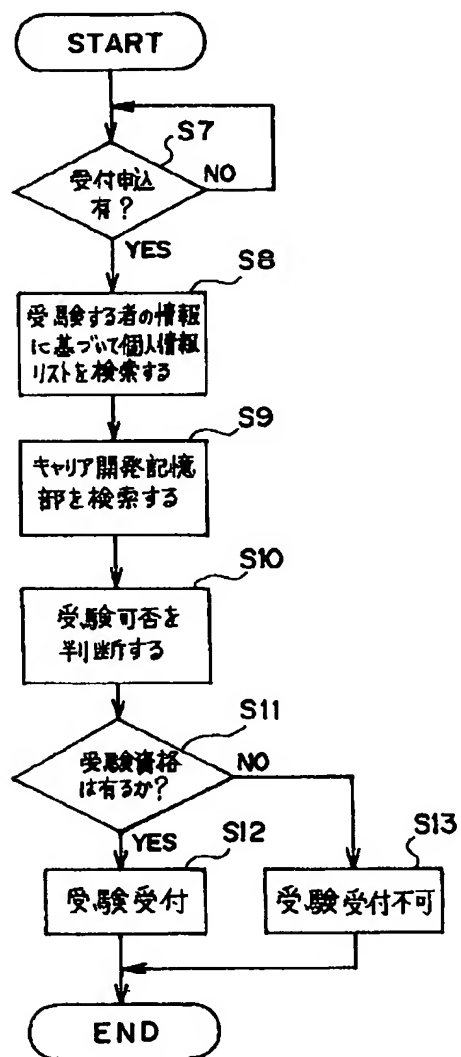 START
S7
受付申込
有?
NO
YES
S8
受験する者の情報
に基づいて個人情報
リストを検索する
S9
キャリア開発記憶
部を検索する
S10
受験可否を
判断する
S11
受験資格
は有るか?
NO
YES
S12
S13
受験受付
受験受付不可
END